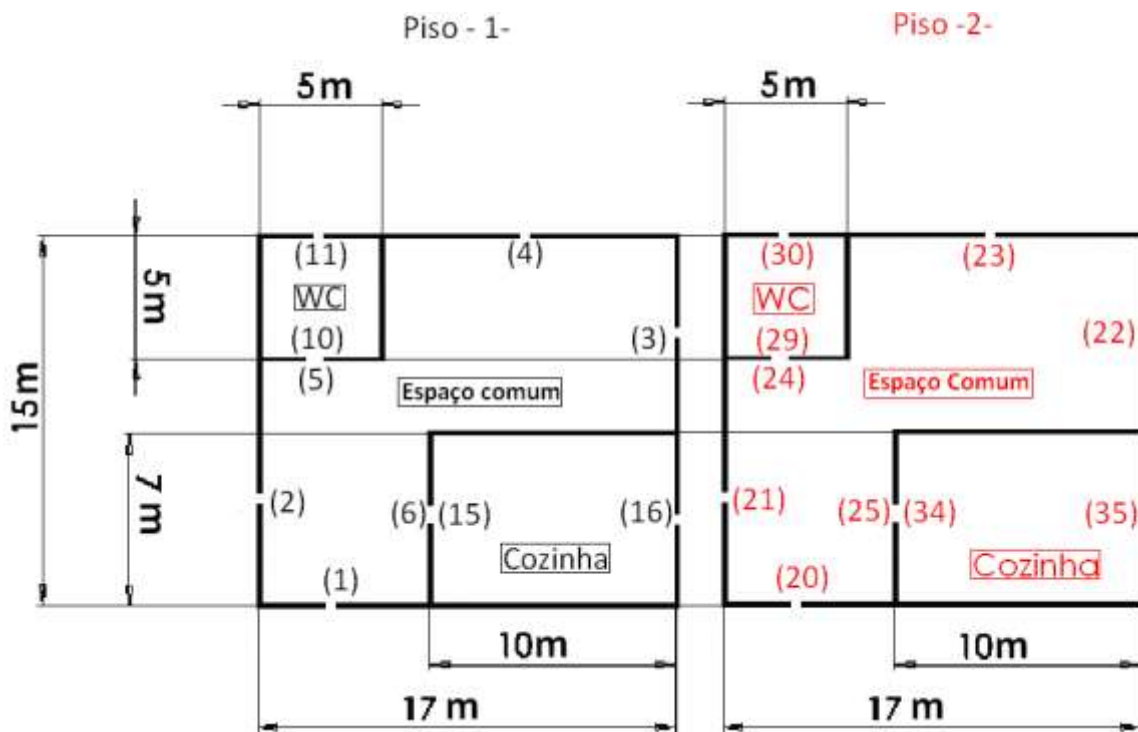 Piso - 1-
Piso -2-
5m
5m
(11)
(4)
(30)
(23)
WC
WC
5m
(10)
(3)
(29)
(22)
(5)
(24)
Espaço comum
Espaço Comum
15m
7 m
(2)
(6)
(15)
(16)
(21)
(25)
(34)
(35)
Cozinha
Cozinha
(1)
(20)
10m
10m
17 m
17 m